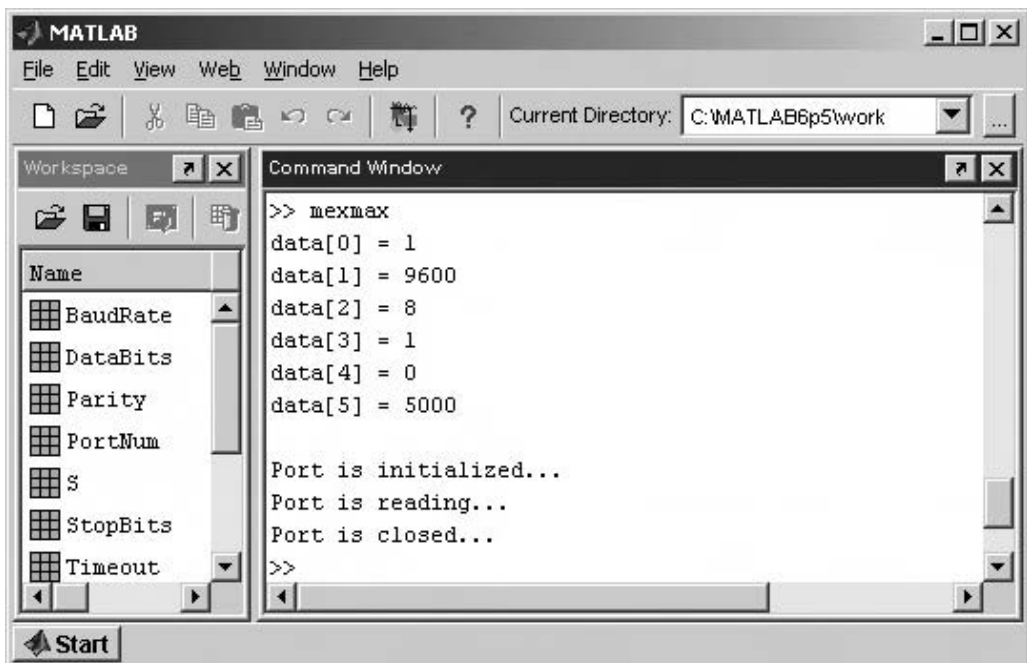 MATLAB
File Edit View Web Window Help
? Current Directory: C:\MATLAB6p5\work ...
Workspace
Name
BaudRate
DataBits
Parity
PortNum
S
StopBits
Timeout
Command Window
>> mexmax
data[0] = 1
data[1] = 9600
data[2] = 8
data[3] = 1
data[4] = 0
data[5] = 5000
Port is initialized...
Port is reading...
Port is closed...
>>
Start